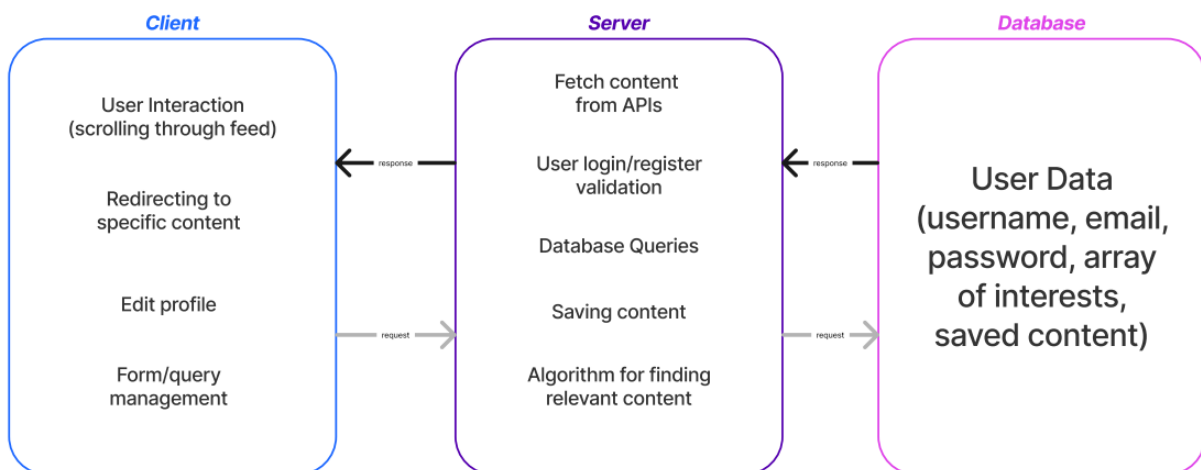 Client
User Interaction
(scrolling through feed)
Redirecting to
specific content
Edit profile
Form/query
management
response
request
Server
Fetch content
from APIs
User login/register
validation
Database Queries
Saving content
Algorithm for finding
relevant content
response
request
Database
User Data
(username, email,
password, array
of interests,
saved content)